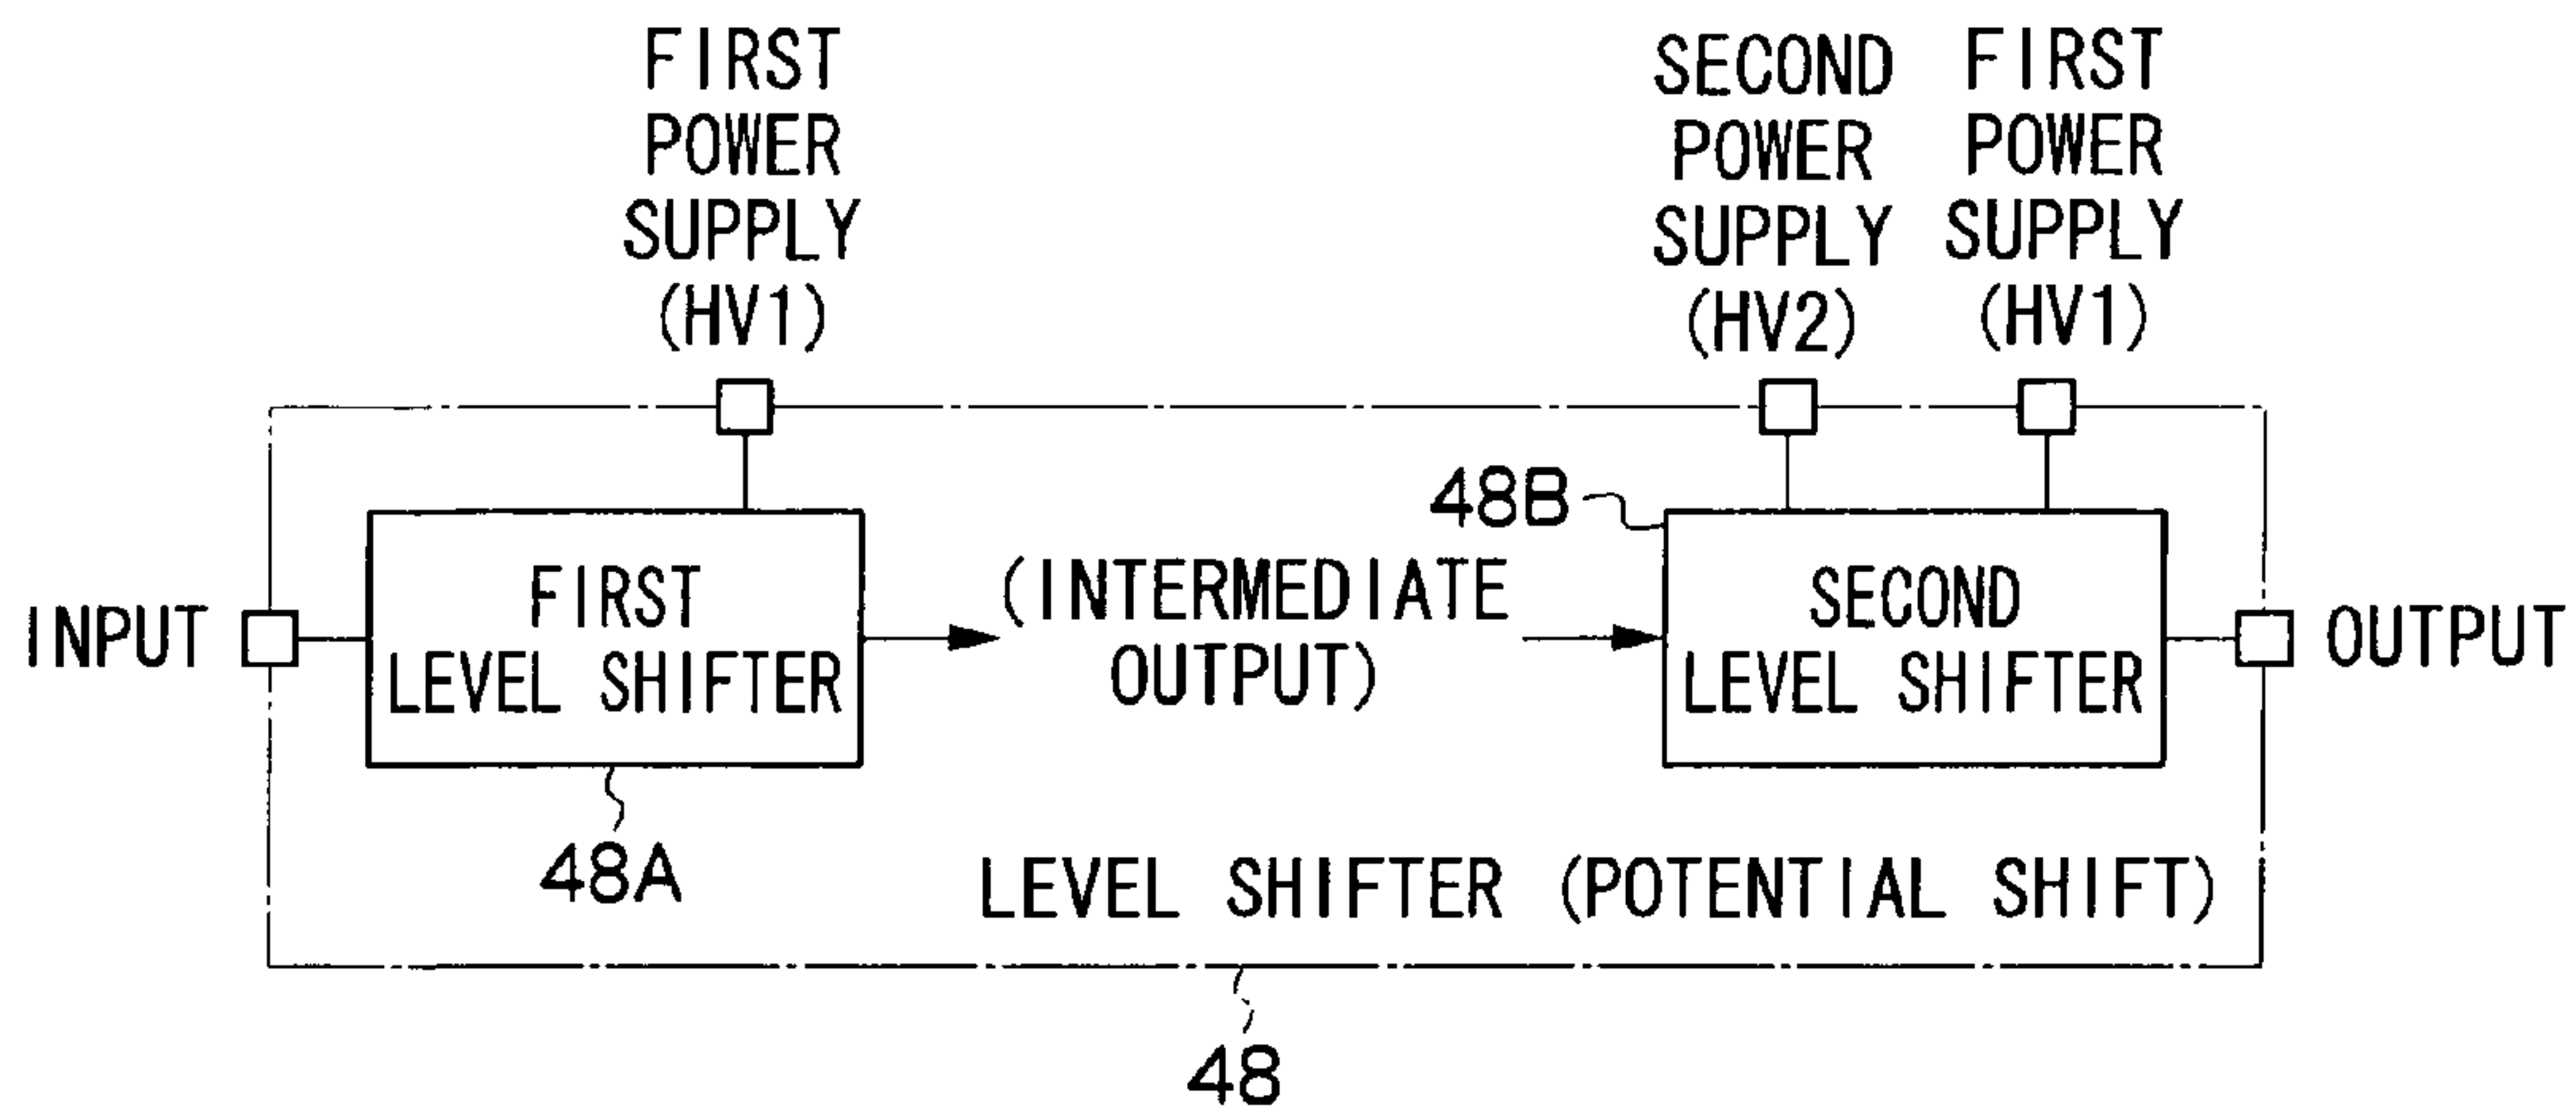 FIRST
POWER
SUPPLY
(HV1)
SECOND
POWER
SUPPLY
(HV2)
FIRST
POWER
SUPPLY
(HV1)
INPUT
FIRST
LEVEL SHIFTER
48A
(INTERMEDIATE
OUTPUT)
48B
SECOND
LEVEL SHIFTER
OUTPUT
LEVEL SHIFTER (POTENTIAL SHIFT)
48